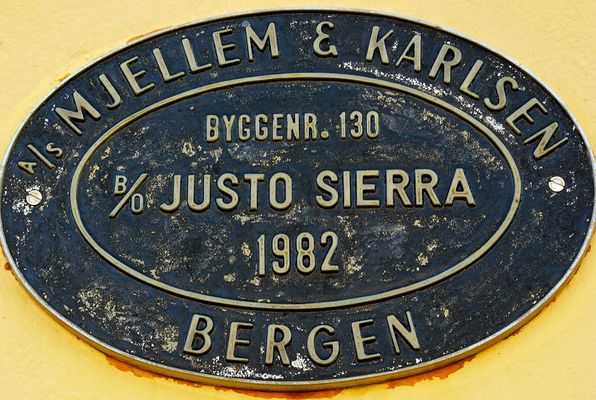 A/S MJELLEM & KARLSEN
BYGGENR. 130
B/O JUSTO SIERRA
1982
BERGEN